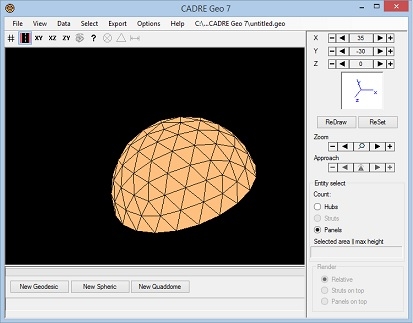 CADRE Geo 7
File View Data Select Export Options Help C:\...CADRE Geo 7\untitled.geo
# XY XZ ZY ?
X 35
Y -30
Z 0
ReDraw ReSet
Zoom
Approach
Entity select
Count:
Hubs
Struts
Panels
Selected area || max height
Render
Relative
Struts on top
Panels on top
New Geodesic New Spheric New Quaddome